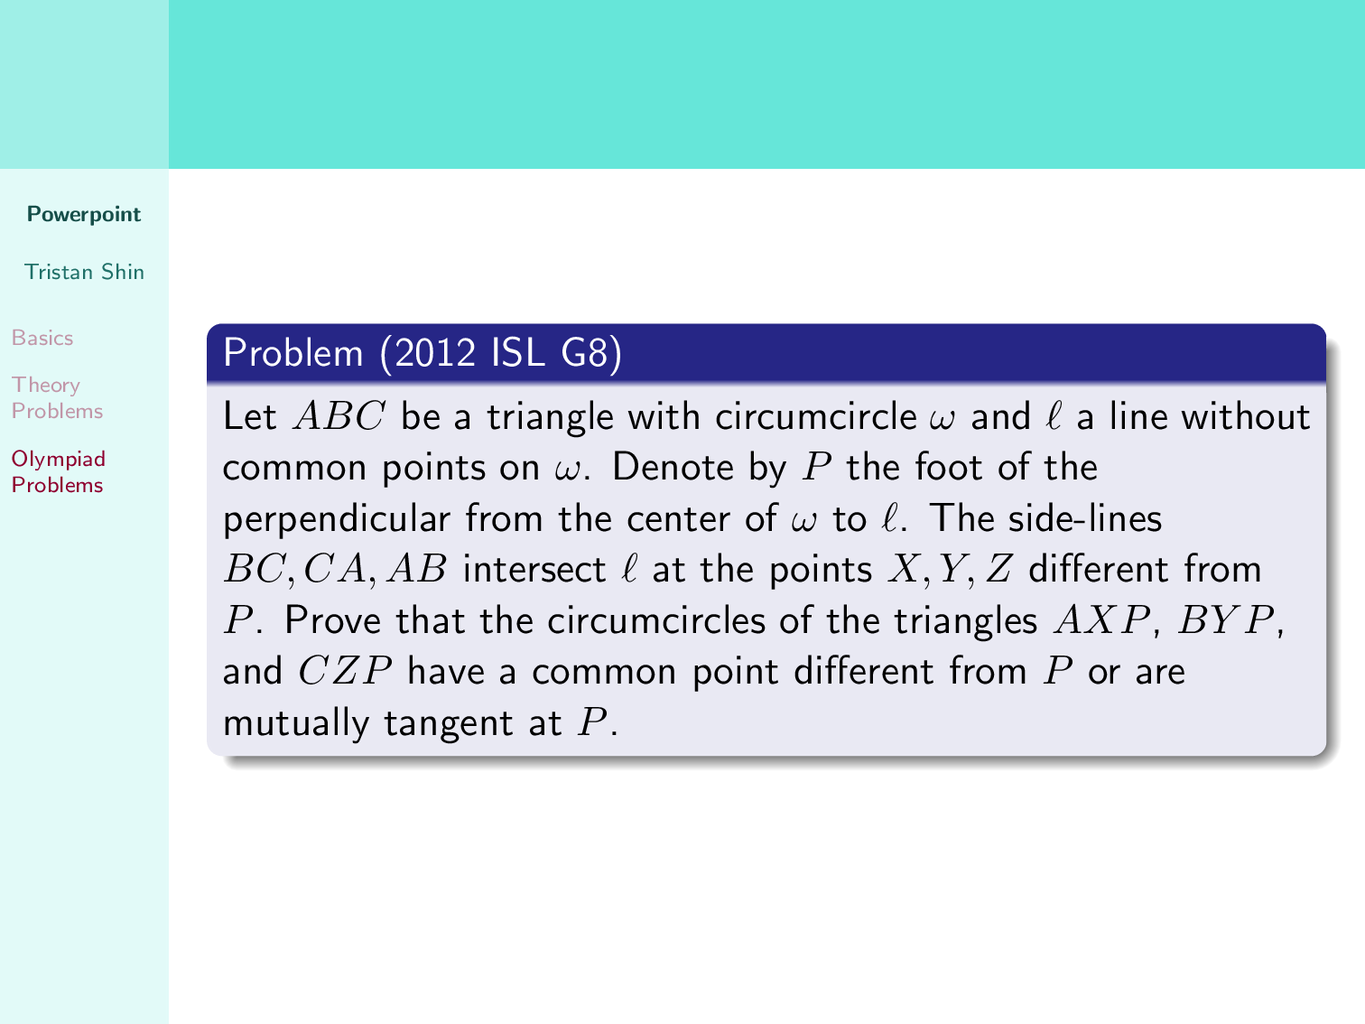 Powerpoint
Tristan Shin
Basics
Theory
Problems
Olympiad
Problems
Problem (2012 ISL G8)
Let ABC be a triangle with circumcircle ω and ℓ a line without
common points on ω. Denote by P the foot of the
perpendicular from the center of ω to ℓ. The side-lines
BC, CA, AB intersect ℓ at the points X, Y, Z different from
P. Prove that the circumcircles of the triangles AXP, BYP,
and CZP have a common point different from P or are
mutually tangent at P.